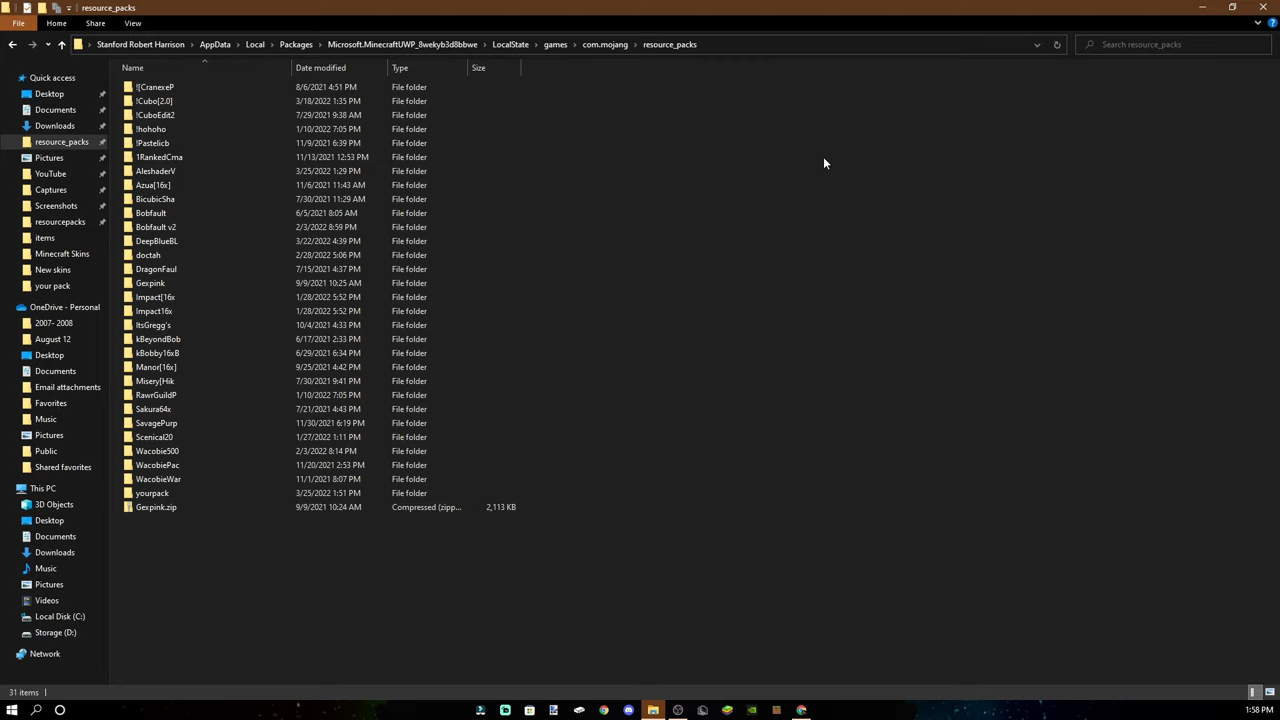 resource_packs
File Home Share View
Stanford Robert Harrison AppData Local Packages Microsoft.MinecraftUWP_8wekyb3d8bbwe LocalState games com.mojang resource_packs Search resource_packs
Name Date modified Type Size
Quick access
Desktop
Documents
Downloads
resource_packs
Pictures
YouTube
Captures
Screenshots
resourcepacks
items
Minecraft Skins
New skins
your pack
OneDrive - Personal
2007- 2008
August 12
Desktop
Documents
Email attachments
Favorites
Music
Pictures
Public
Shared favorites
This PC
3D Objects
Desktop
Documents
Downloads
Music
Pictures
Videos
Local Disk (C:)
Storage (D:)
Network
![CranexeP 8/6/2021 4:51 PM File folder
!Cubo[2.0] 3/18/2022 1:35 PM File folder
!CuboEdit2 7/29/2021 9:38 AM File folder
!hohoho 1/10/2022 7:05 PM File folder
!Pastelicb 11/9/2021 6:39 PM File folder
1RankedCma 11/13/2021 12:53 PM File folder
AleshaderV 3/25/2022 1:29 PM File folder
Azua[16x] 11/6/2021 11:43 AM File folder
BicubicSha 7/30/2021 11:29 AM File folder
Bobfault 6/5/2021 8:05 AM File folder
Bobfault v2 2/3/2022 8:59 PM File folder
DeepBlueBL 3/22/2022 4:39 PM File folder
doctah 2/28/2022 5:06 PM File folder
DragonFaul 7/15/2021 4:37 PM File folder
Gexpink 9/9/2021 10:25 AM File folder
Impact[16x 1/28/2022 5:52 PM File folder
Impact16x 1/28/2022 5:52 PM File folder
ItsGregg's 10/4/2021 4:33 PM File folder
kBeyondBob 6/17/2021 2:33 PM File folder
kBobby16xB 6/29/2021 6:34 PM File folder
Manor[16x] 9/25/2021 4:42 PM File folder
Misery[Hik 7/30/2021 9:41 PM File folder
RawrGuildP 1/10/2022 7:05 PM File folder
Sakura64x 7/21/2021 4:43 PM File folder
SavagePurp 11/30/2021 6:19 PM File folder
Scenical20 1/27/2022 1:11 PM File folder
Wacobie500 2/3/2022 8:14 PM File folder
WacobiePac 11/20/2021 2:53 PM File folder
WacobieWar 11/1/2021 8:07 PM File folder
yourpack 3/25/2022 1:51 PM File folder
Gexpink.zip 9/9/2021 10:24 AM Compressed (zipp... 2,113 KB
31 items
1:58 PM